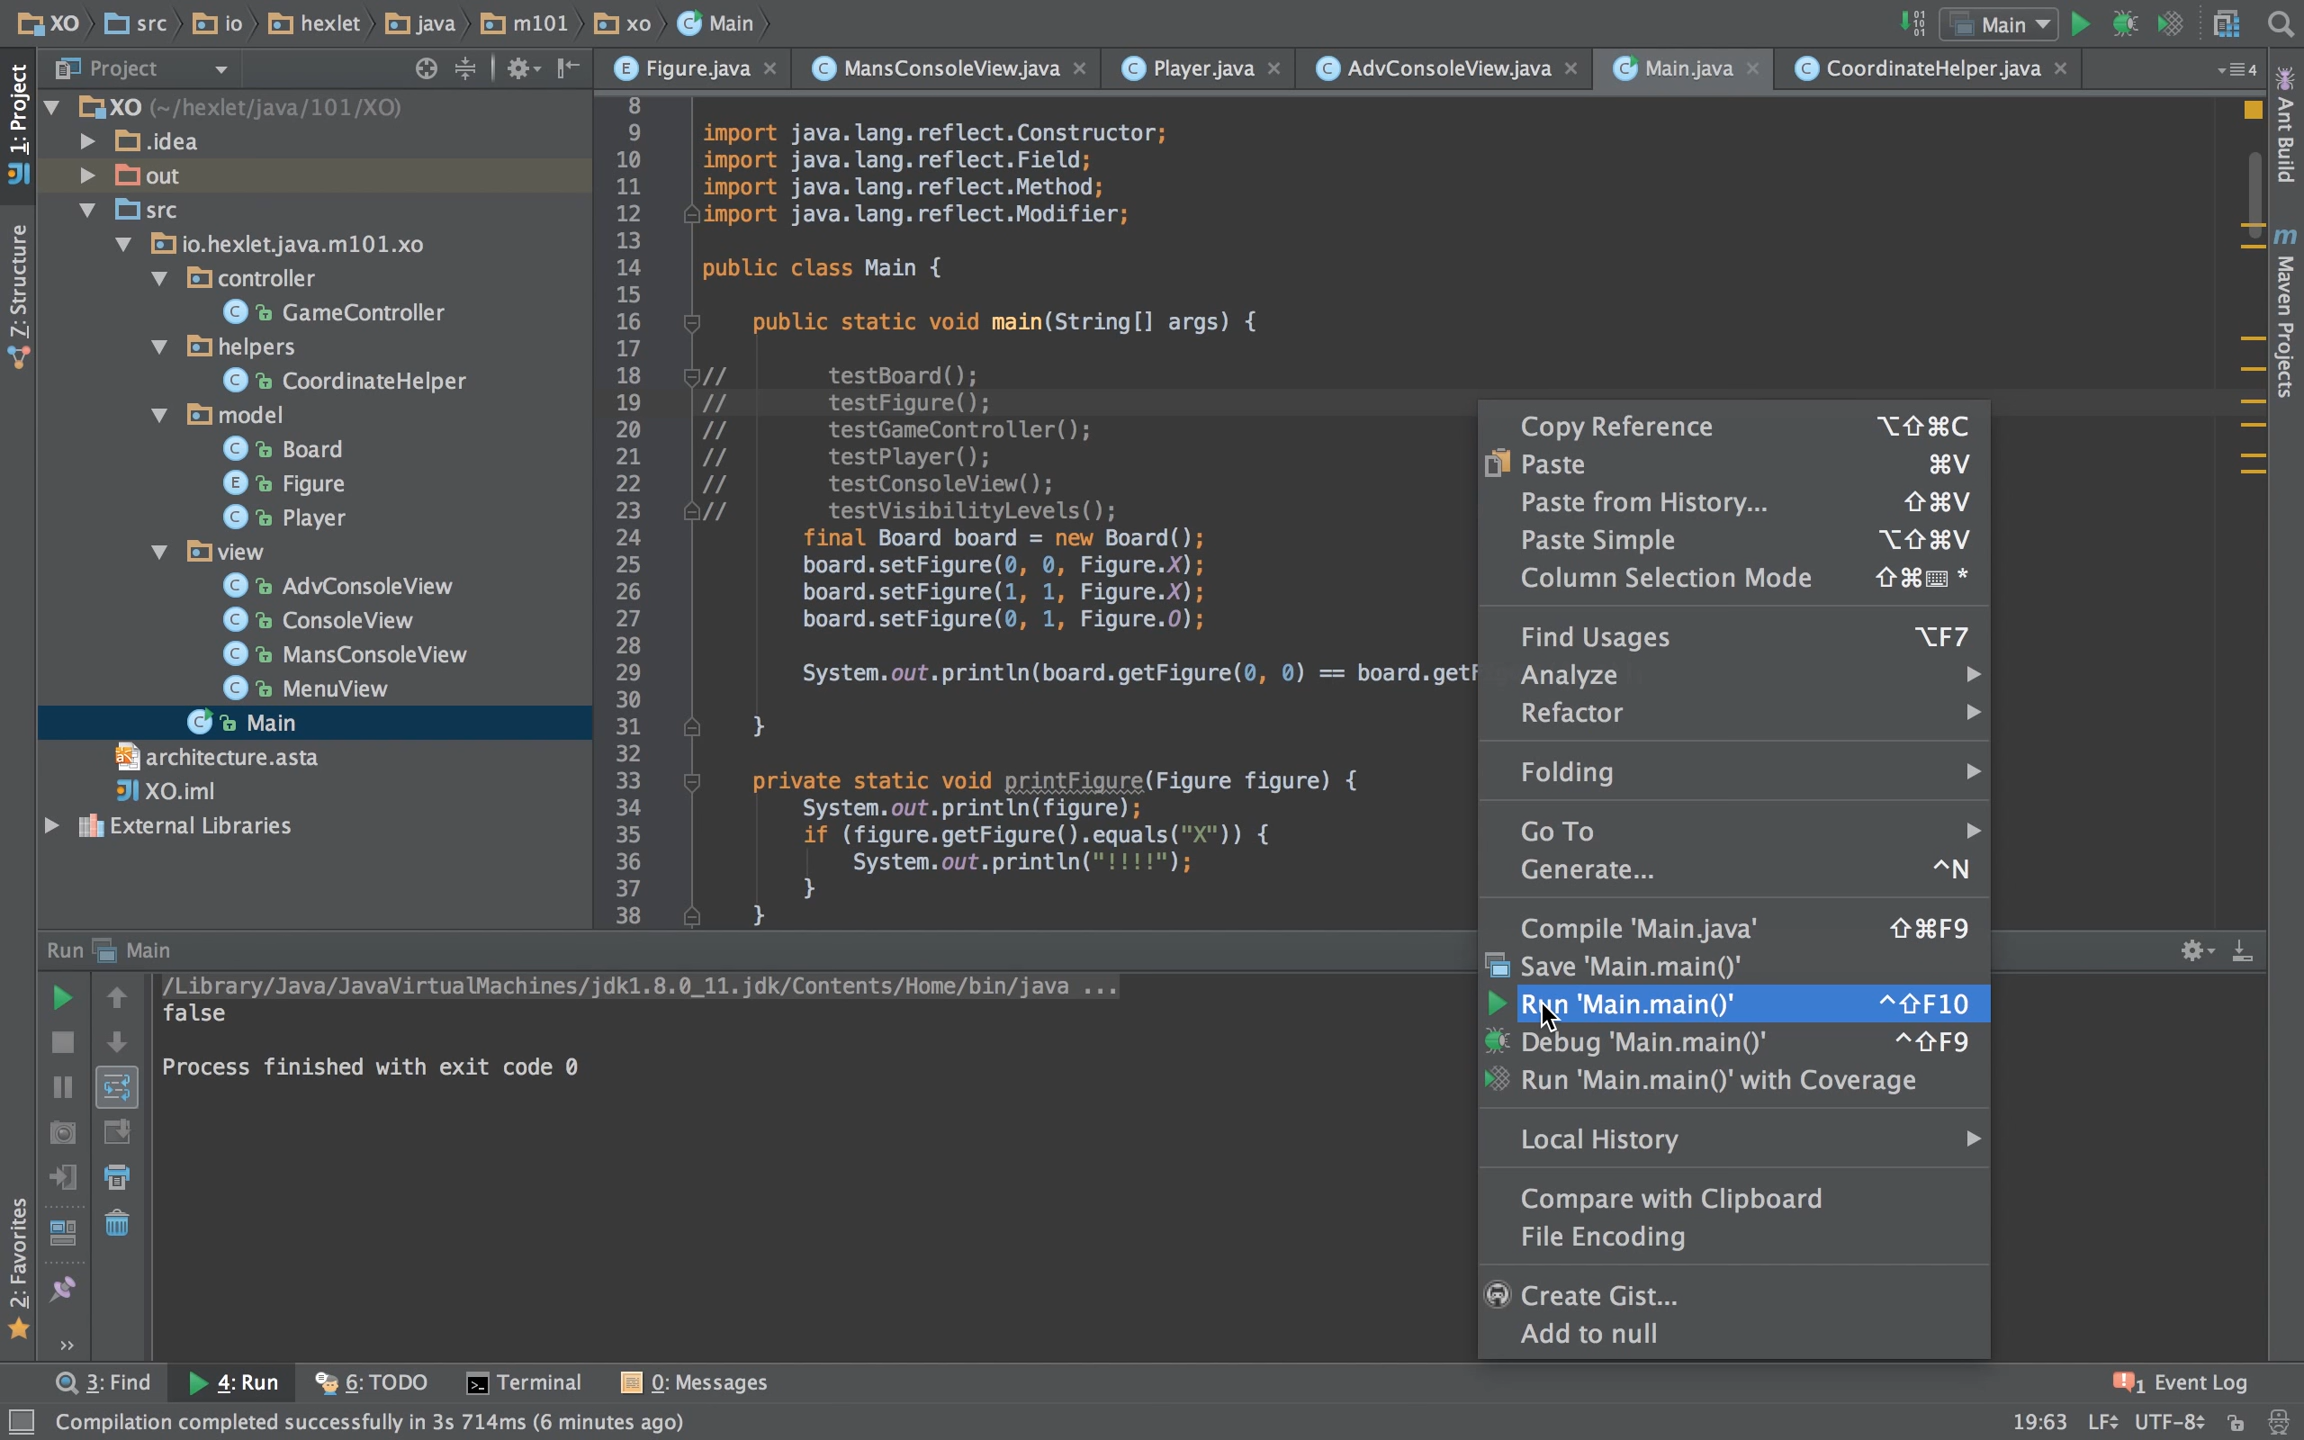 XO src io hexlet java m101 xo Main
Main
1: Project
Z: Structure
2: Favorites
Project
XO (~/hexlet/java/101/XO)
.idea
out
src
io.hexlet.java.m101.xo
controller
GameController
helpers
CoordinateHelper
model
Board
Figure
Player
view
AdvConsoleView
ConsoleView
MansConsoleView
MenuView
Main
architecture.asta
XO.iml
External Libraries
Figure.java MansConsoleView.java Player.java AdvConsoleView.java Main.java CoordinateHelper.java
4
Ant Build
Maven Projects
8
9 import java.lang.reflect.Constructor;
10 import java.lang.reflect.Field;
11 import java.lang.reflect.Method;
12 import java.lang.reflect.Modifier;
13
14 public class Main {
15
16 public static void main(String[] args) {
17
18 // testBoard();
19 // testFigure();
20 // testGameController();
21 // testPlayer();
22 // testConsoleView();
23 // testVisibilityLevels();
24 final Board board = new Board();
25 board.setFigure(0, 0, Figure.X);
26 board.setFigure(1, 1, Figure.X);
27 board.setFigure(0, 1, Figure.O);
28
29 System.out.println(board.getFigure(0, 0) == board.getF
30
31 }
32
33 private static void printFigure(Figure figure) {
34 System.out.println(figure);
35 if (figure.getFigure().equals("X")) {
36 System.out.println("!!!!");
37 }
38 }
Copy Reference ⌥⇧⌘C
Paste ⌘V
Paste from History... ⇧⌘V
Paste Simple ⌥⇧⌘V
Column Selection Mode ⇧⌘⌨ *
Find Usages ⌥F7
Analyze
Refactor
Folding
Go To
Generate... ^N
Compile 'Main.java' ⇧⌘F9
Save 'Main.main()'
Run 'Main.main()' ^⇧F10
Debug 'Main.main()' ^⇧F9
Run 'Main.main()' with Coverage
Local History
Compare with Clipboard
File Encoding
Create Gist...
Add to null
Run Main
/Library/Java/JavaVirtualMachines/jdk1.8.0_11.jdk/Contents/Home/bin/java ...
false
Process finished with exit code 0
3: Find 4: Run 6: TODO Terminal 0: Messages 1 Event Log
Compilation completed successfully in 3s 714ms (6 minutes ago) 19:63 LF UTF-8